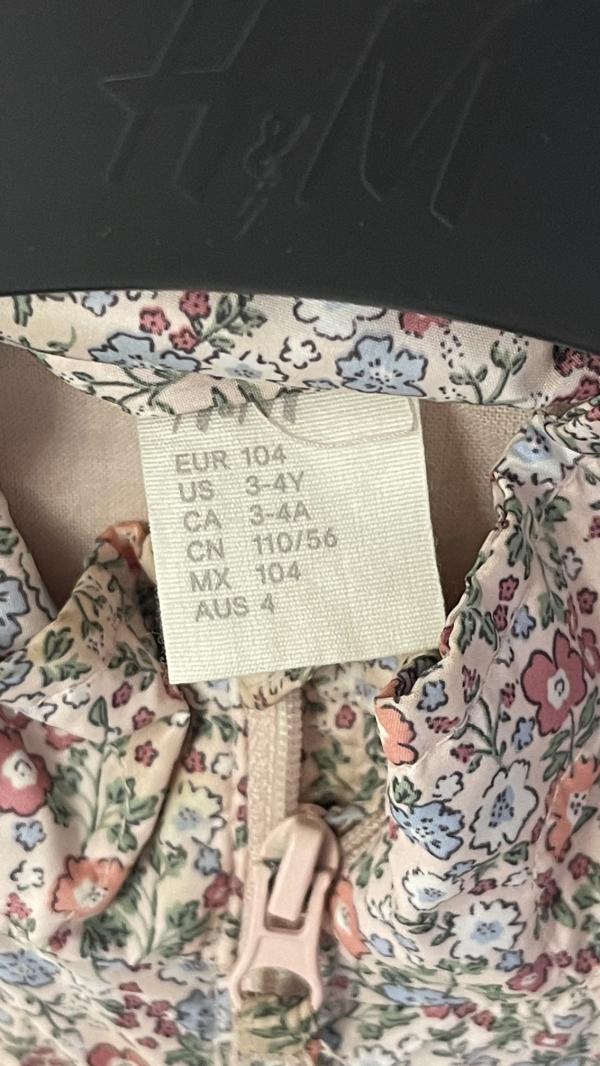 H&M
H&M
EUR 104
US 3-4Y
CA 3-4A
CN 110/56
MX 104
AUS 4